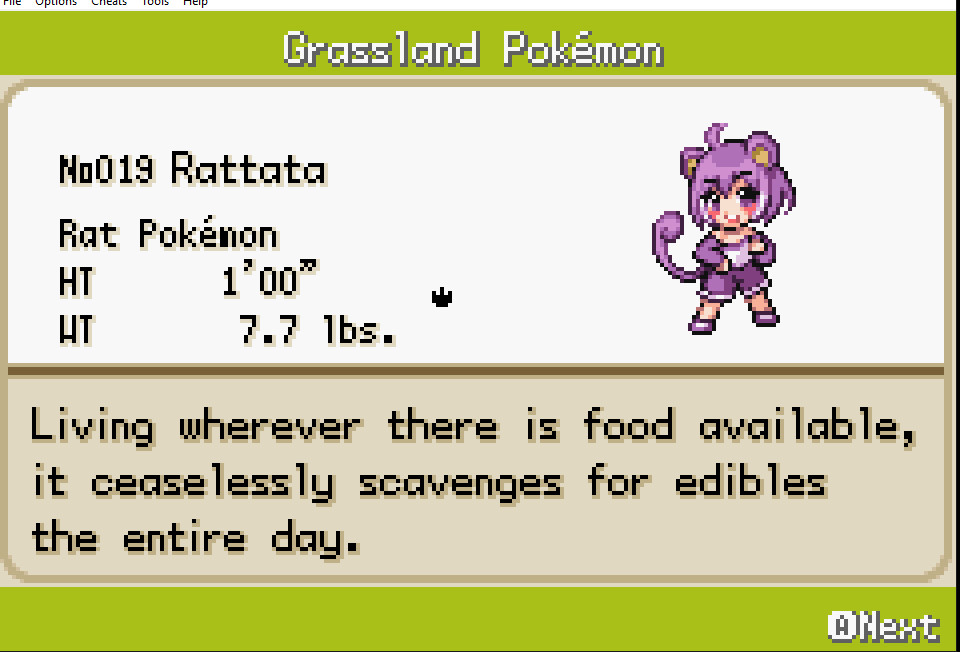 File Options Cheats Tools Help
Grassland Pokémon
No019 Rattata
Rat Pokémon
HT 1'00"
WT 7.7 lbs.
Living wherever there is food available,
it ceaselessly scavenges for edibles
the entire day.
A Next